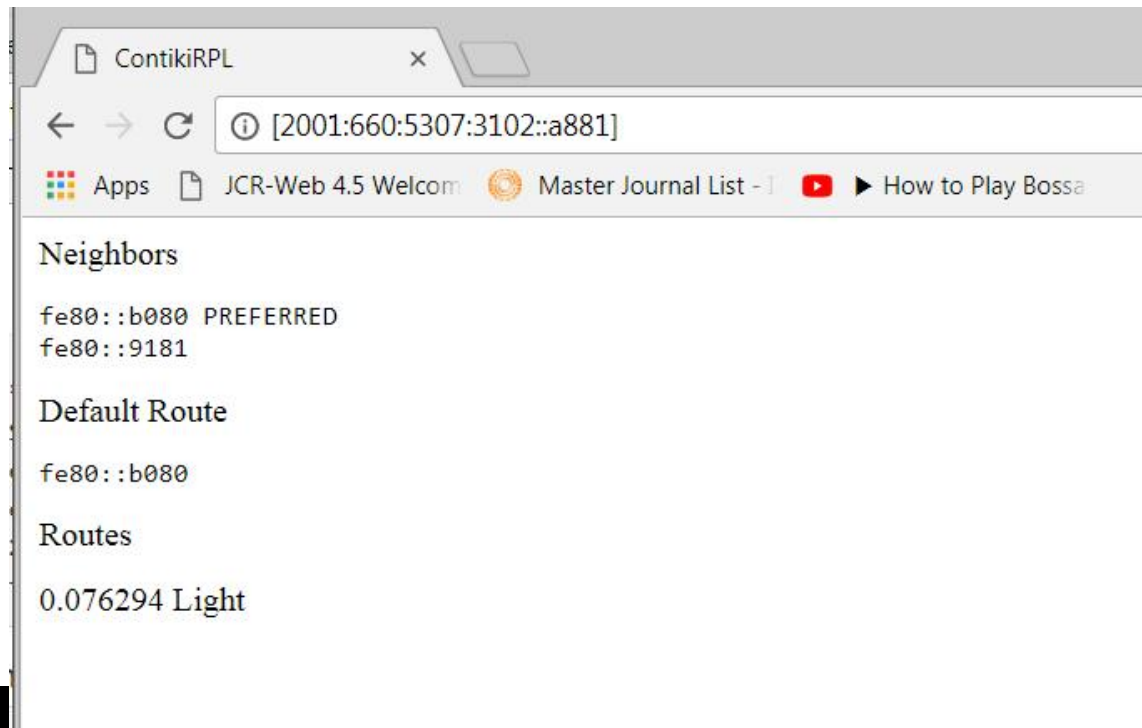 ContikiRPL
[2001:660:5307:3102::a881]
Apps JCR-Web 4.5 Welcom Master Journal List - I ▶ How to Play Bossa
Neighbors
fe80::b080 PREFERRED
fe80::9181
Default Route
fe80::b080
Routes
0.076294 Light